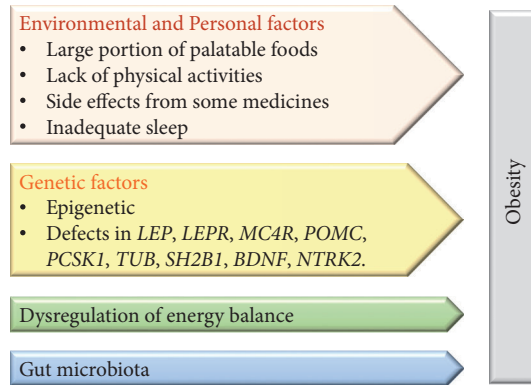 Environmental and Personal factors
• Large portion of palatable foods
• Lack of physical activities
• Side effects from some medicines
• Inadequate sleep
Genetic factors
• Epigenetic
• Defects in LEP, LEPR, MC4R, POMC,
PCSK1, TUB, SH2B1, BDNF, NTRK2.
Dysregulation of energy balance
Gut microbiota
Obesity